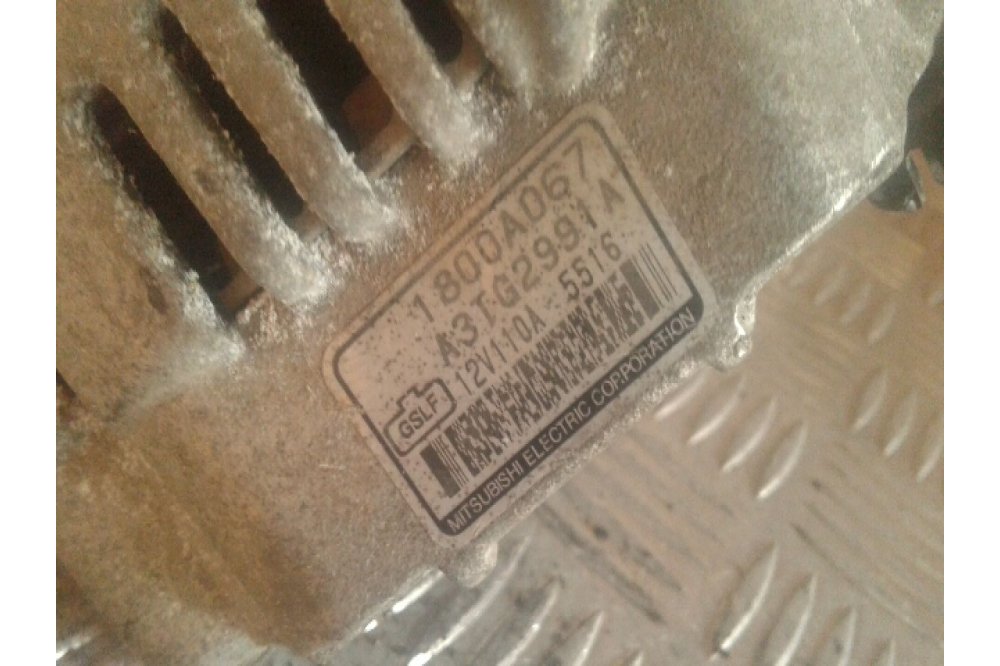 1800A067
A3TG2991A
12V110A 5516
GSLF
MITSUBISHI ELECTRIC CORPORATION